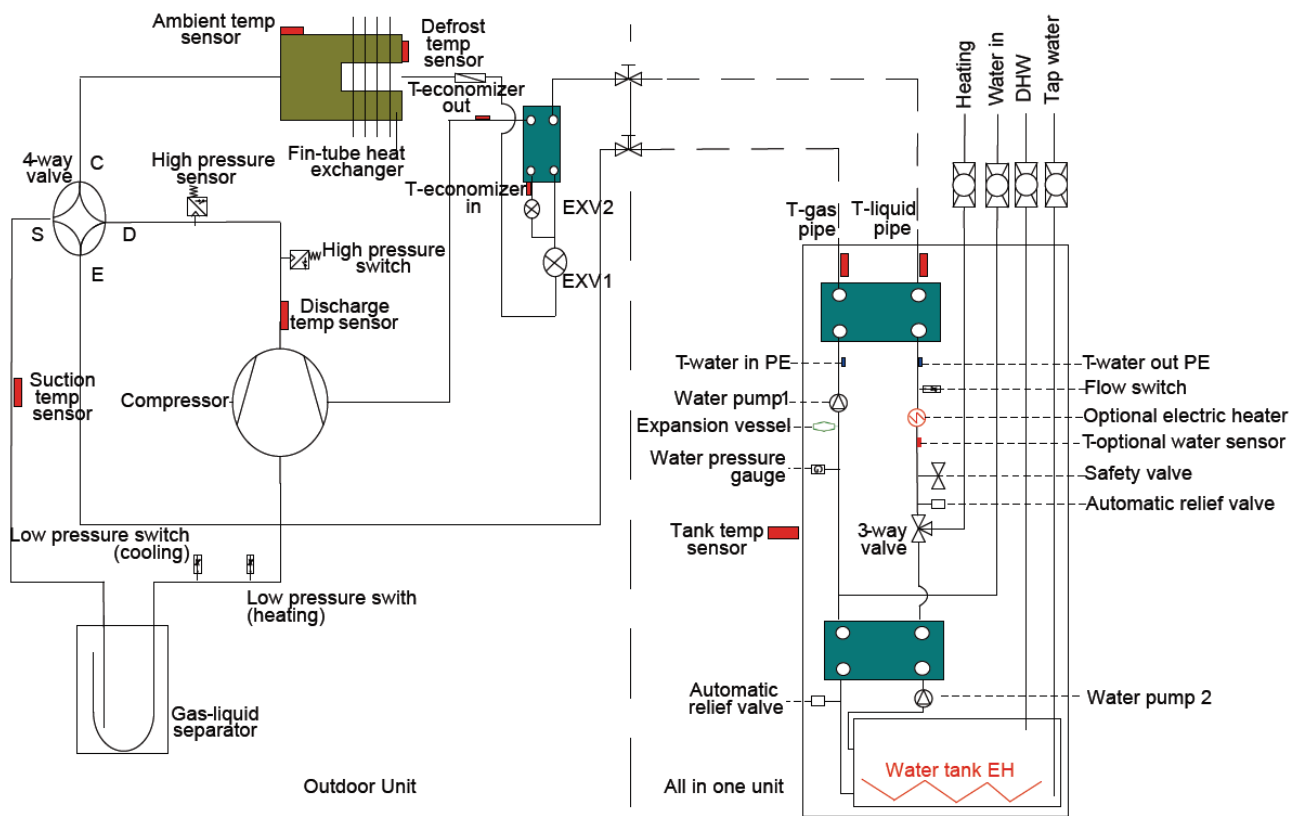 Ambient temp
sensor
Defrost
temp
sensor
T-economizer
out
Heating
Water in
DHW
Tap water
4-way
valve
C
High pressure
sensor
Fin-tube heat
exchanger
T-economizer
in
EXV2
S
D
E
High pressure
switch
EXV1
T-gas
pipe
T-liquid
pipe
Discharge
temp sensor
Suction
temp
sensor
Compressor
T-water in PE
T-water out PE
Flow switch
Water pump1
Optional electric heater
Expansion vessel
T-optional water sensor
Water pressure
gauge
Safety valve
Automatic relief valve
Tank temp
sensor
3-way
valve
Low pressure switch
(cooling)
Low pressure swith
(heating)
Gas-liquid
separator
Automatic
relief valve
Water pump 2
Water tank EH
Outdoor Unit
All in one unit